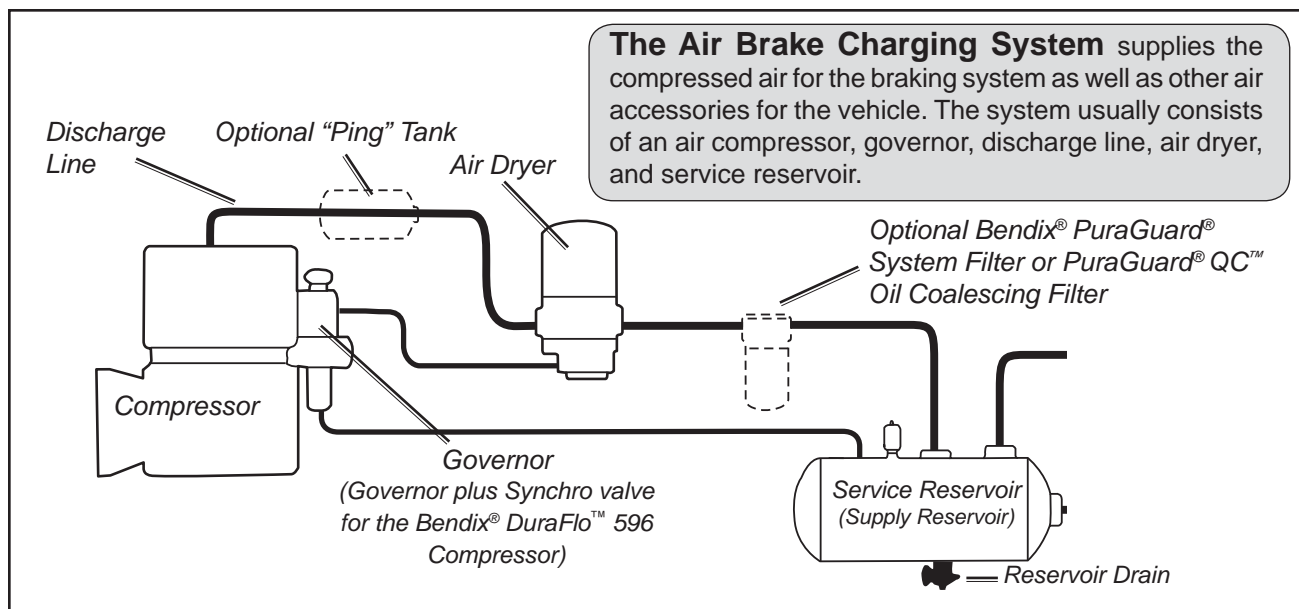 The Air Brake Charging System supplies the
compressed air for the braking system as well as other air
accessories for the vehicle. The system usually consists
of an air compressor, governor, discharge line, air dryer,
and service reservoir.
Discharge
Line
Optional “Ping” Tank
Air Dryer
Optional Bendix® PuraGuard®
System Filter or PuraGuard® QC™
Oil Coalescing Filter
Compressor
Governor
(Governor plus Synchro valve
for the Bendix® DuraFlo™ 596
Compressor)
Service Reservoir
(Supply Reservoir)
Reservoir Drain